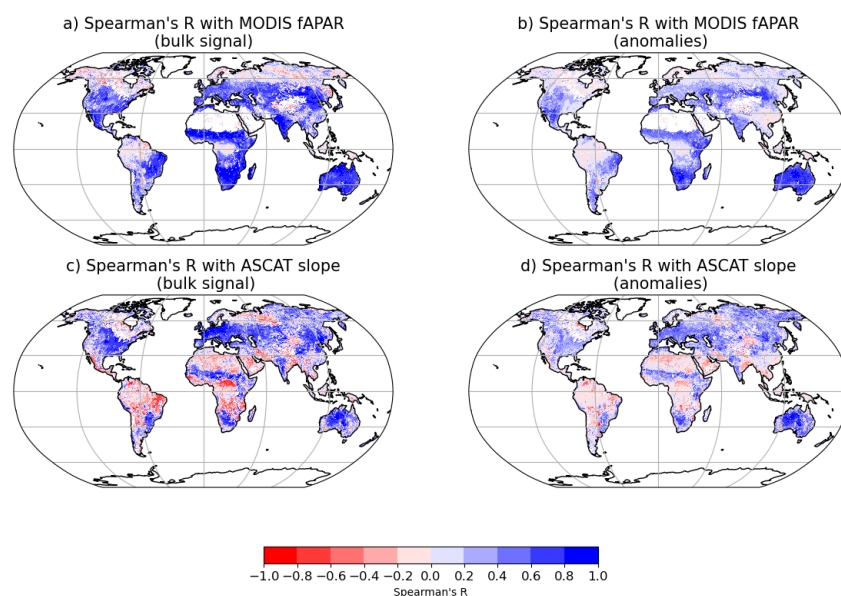 a) Spearman's R with MODIS fAPAR
(bulk signal)
b) Spearman's R with MODIS fAPAR
(anomalies)
c) Spearman's R with ASCAT slope
(bulk signal)
d) Spearman's R with ASCAT slope
(anomalies)
−1.0 −0.8 −0.6 −0.4 −0.2 0.0 0.2 0.4 0.6 0.8 1.0
Spearman's R